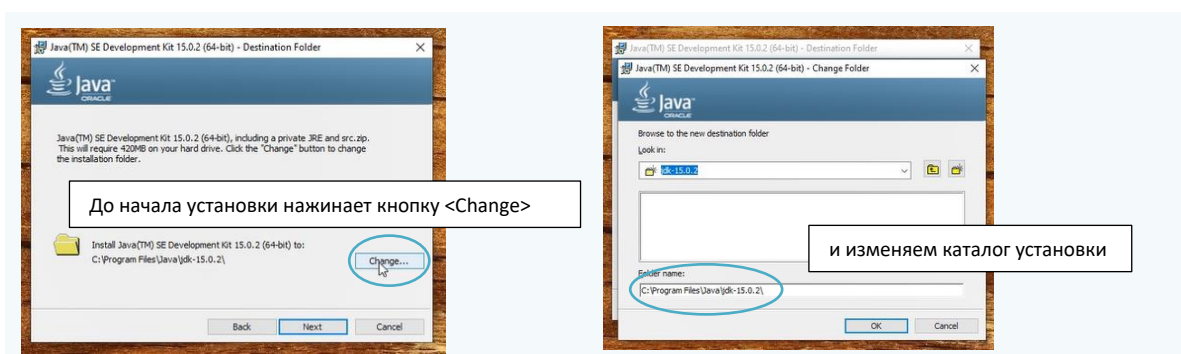 Java(TM) SE Development Kit 15.0.2 (64-bit) - Destination Folder
Java
ORACLE
Java(TM) SE Development Kit 15.0.2 (64-bit), including a private JRE and src.zip.
This will require 420MB on your hard drive. Click the "Change" button to change
the installation folder.
До начала установки нажинает кнопку <Change>
Install Java(TM) SE Development Kit 15.0.2 (64-bit) to:
C:\Program Files\Java\jdk-15.0.2\
Change...
Back Next Cancel
Java(TM) SE Development Kit 15.0.2 (64-bit) - Destination Folder
Java(TM) SE Development Kit 15.0.2 (64-bit) - Change Folder
Java
ORACLE
Browse to the new destination folder
Look in:
jdk-15.0.2
и изменяем каталог установки
Folder name:
C:\Program Files\Java\jdk-15.0.2\
OK Cancel